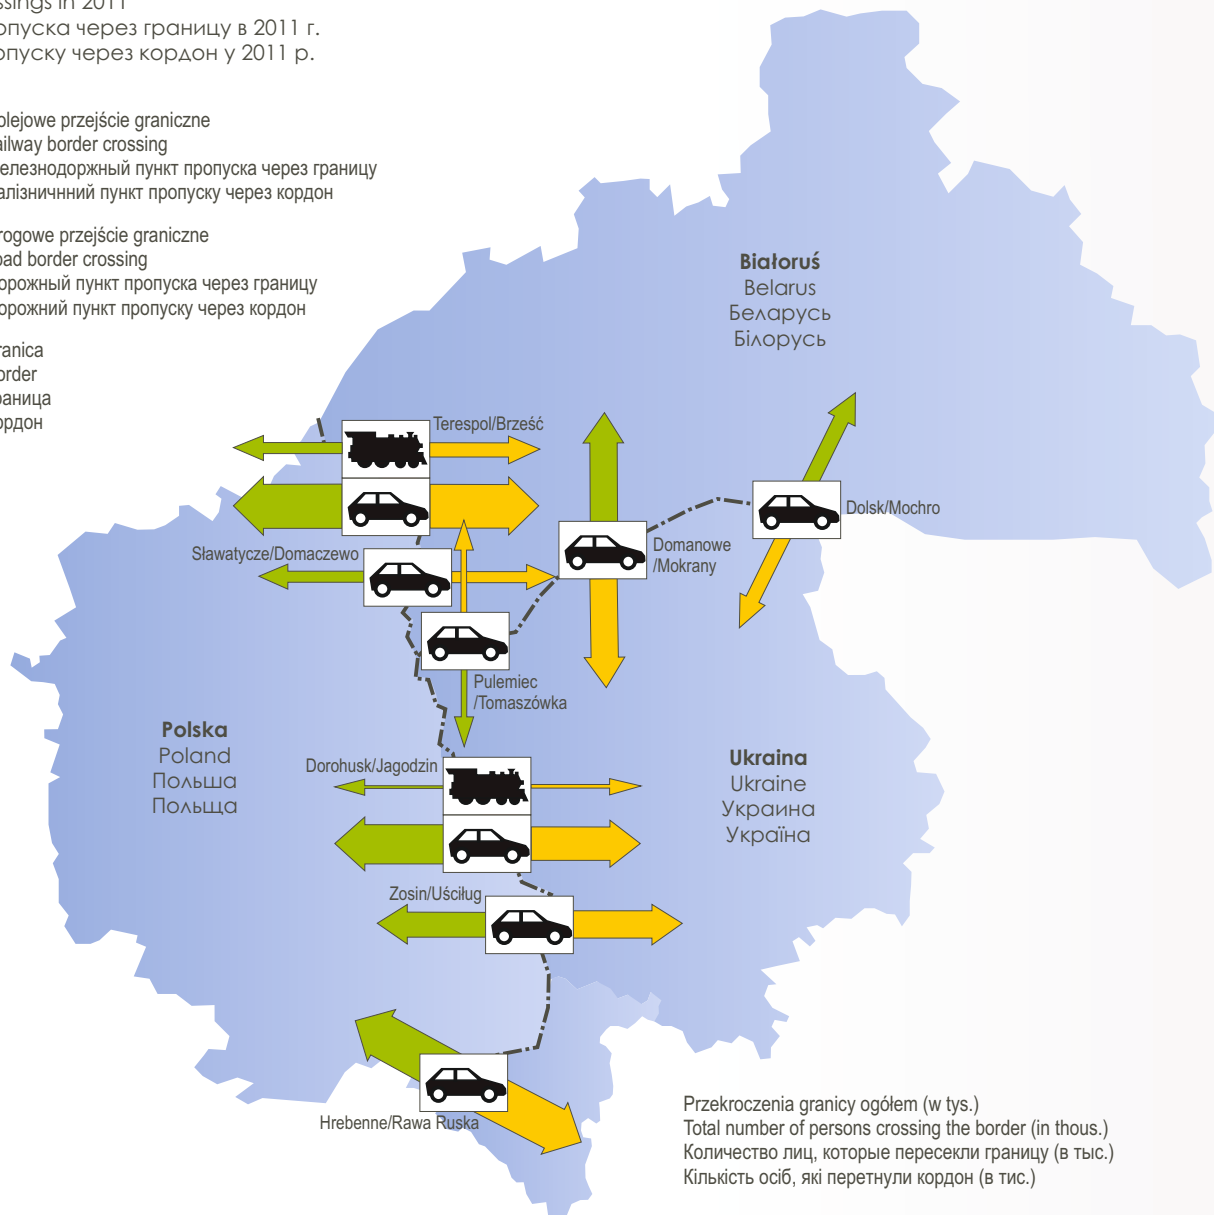 ssings in 2011
опуска через границу в 2011 г.
опуску через кордон у 2011 р.
olejowe przejście graniczne
ailway border crossing
елезнодоржный пункт пропуска через границу
алізничнний пункт пропуску через кордон
rogowe przejście graniczne
oad border crossing
орожный пункт пропуска через границу
орожний пункт пропуску через кордон
ranica
order
раница
ордон
Białoruś
Belarus
Беларусь
Білорусь
Terespol/Brześć
Dolsk/Mochro
Sławatycze/Domaczewo
Domanowe
/Mokrany
Pulemiec
/Tomaszówka
Polska
Poland
Польша
Польща
Dorohusk/Jagodzin
Ukraina
Ukraine
Украина
Україна
Zosin/Uściług
Hrebenne/Rawa Ruska
Przekroczenia granicy ogółem (w tys.)
Total number of persons crossing the border (in thous.)
Количество лиц, которые пересекли границу (в тыс.)
Кількість осіб, які перетнули кордон (в тис.)